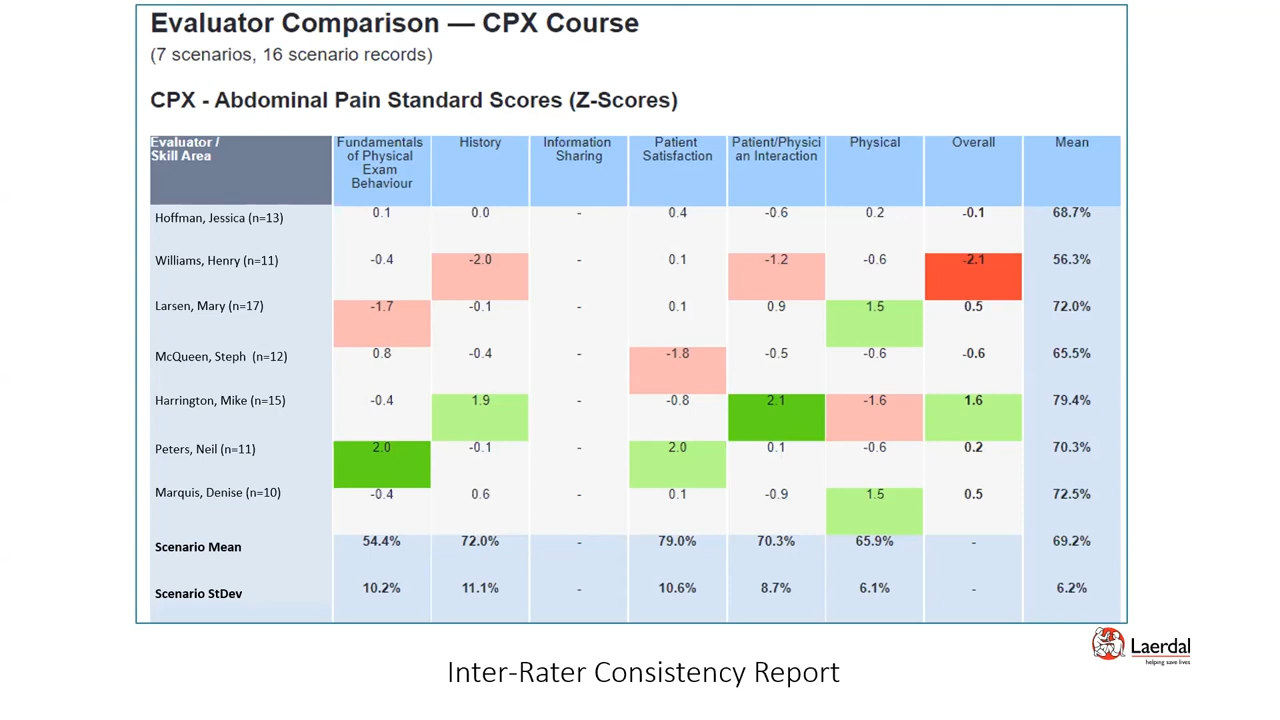 Evaluator Comparison — CPX Course
(7 scenarios, 16 scenario records)
CPX - Abdominal Pain Standard Scores (Z-Scores)
Evaluator /
Skill Area
Fundamentals
of Physical
Exam
Behaviour
History
Information
Sharing
Patient
Satisfaction
Patient/Physici
an Interaction
Physical
Overall
Mean
Hoffman, Jessica (n=13) 0.1 0.0 - 0.4 -0.6 0.2 -0.1 68.7%
Williams, Henry (n=11) -0.4 -2.0 - 0.1 -1.2 -0.6 -2.1 56.3%
Larsen, Mary (n=17) -1.7 -0.1 - 0.1 0.9 1.5 0.5 72.0%
McQueen, Steph (n=12) 0.8 -0.4 - -1.8 -0.5 -0.6 -0.6 65.5%
Harrington, Mike (n=15) -0.4 1.9 - -0.8 2.1 -1.6 1.6 79.4%
Peters, Neil (n=11) 2.0 -0.1 - 2.0 0.1 -0.6 0.2 70.3%
Marquis, Denise (n=10) -0.4 0.6 - 0.1 -0.9 1.5 0.5 72.5%
Scenario Mean 54.4% 72.0% - 79.0% 70.3% 65.9% - 69.2%
Scenario StDev 10.2% 11.1% - 10.6% 8.7% 6.1% - 6.2%
Laerdal
helping save lives
Inter-Rater Consistency Report